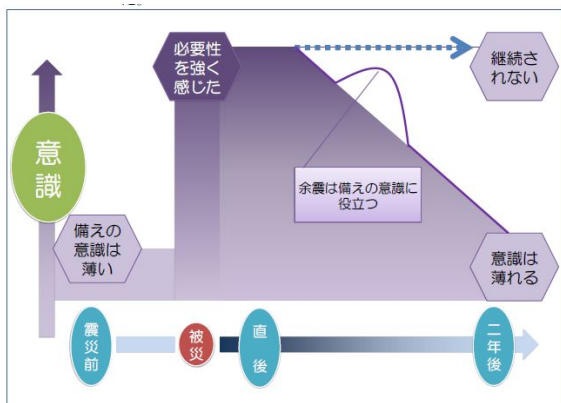 必要性
を強く
感じた
継続さ
れない
意識
余震は備えの意識に
役立つ
備えの
意識は
薄い
意識は
薄れる
震災前
被災
直後
二年後